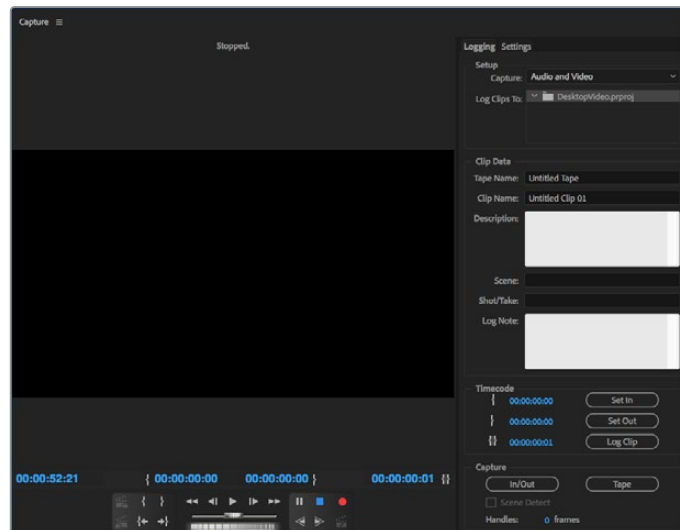 Capture
Stopped.
Logging Settings
Setup
Capture: Audio and Video
Log Clips To: DesktopVideo.prproj
Clip Data
Tape Name: Untitled Tape
Clip Name: Untitled Clip 01
Description:
Scene:
Shot/Take:
Log Note:
Timecode
{ 00:00:00:00 Set In
} 00:00:00:00 Set Out
{} 00:00:00:01 Log Clip
00:00:52:21 { 00:00:00:00 00:00:00:00 } 00:00:00:01 {}
Capture
In/Out Tape
Scene Detect
Handles: 0 frames